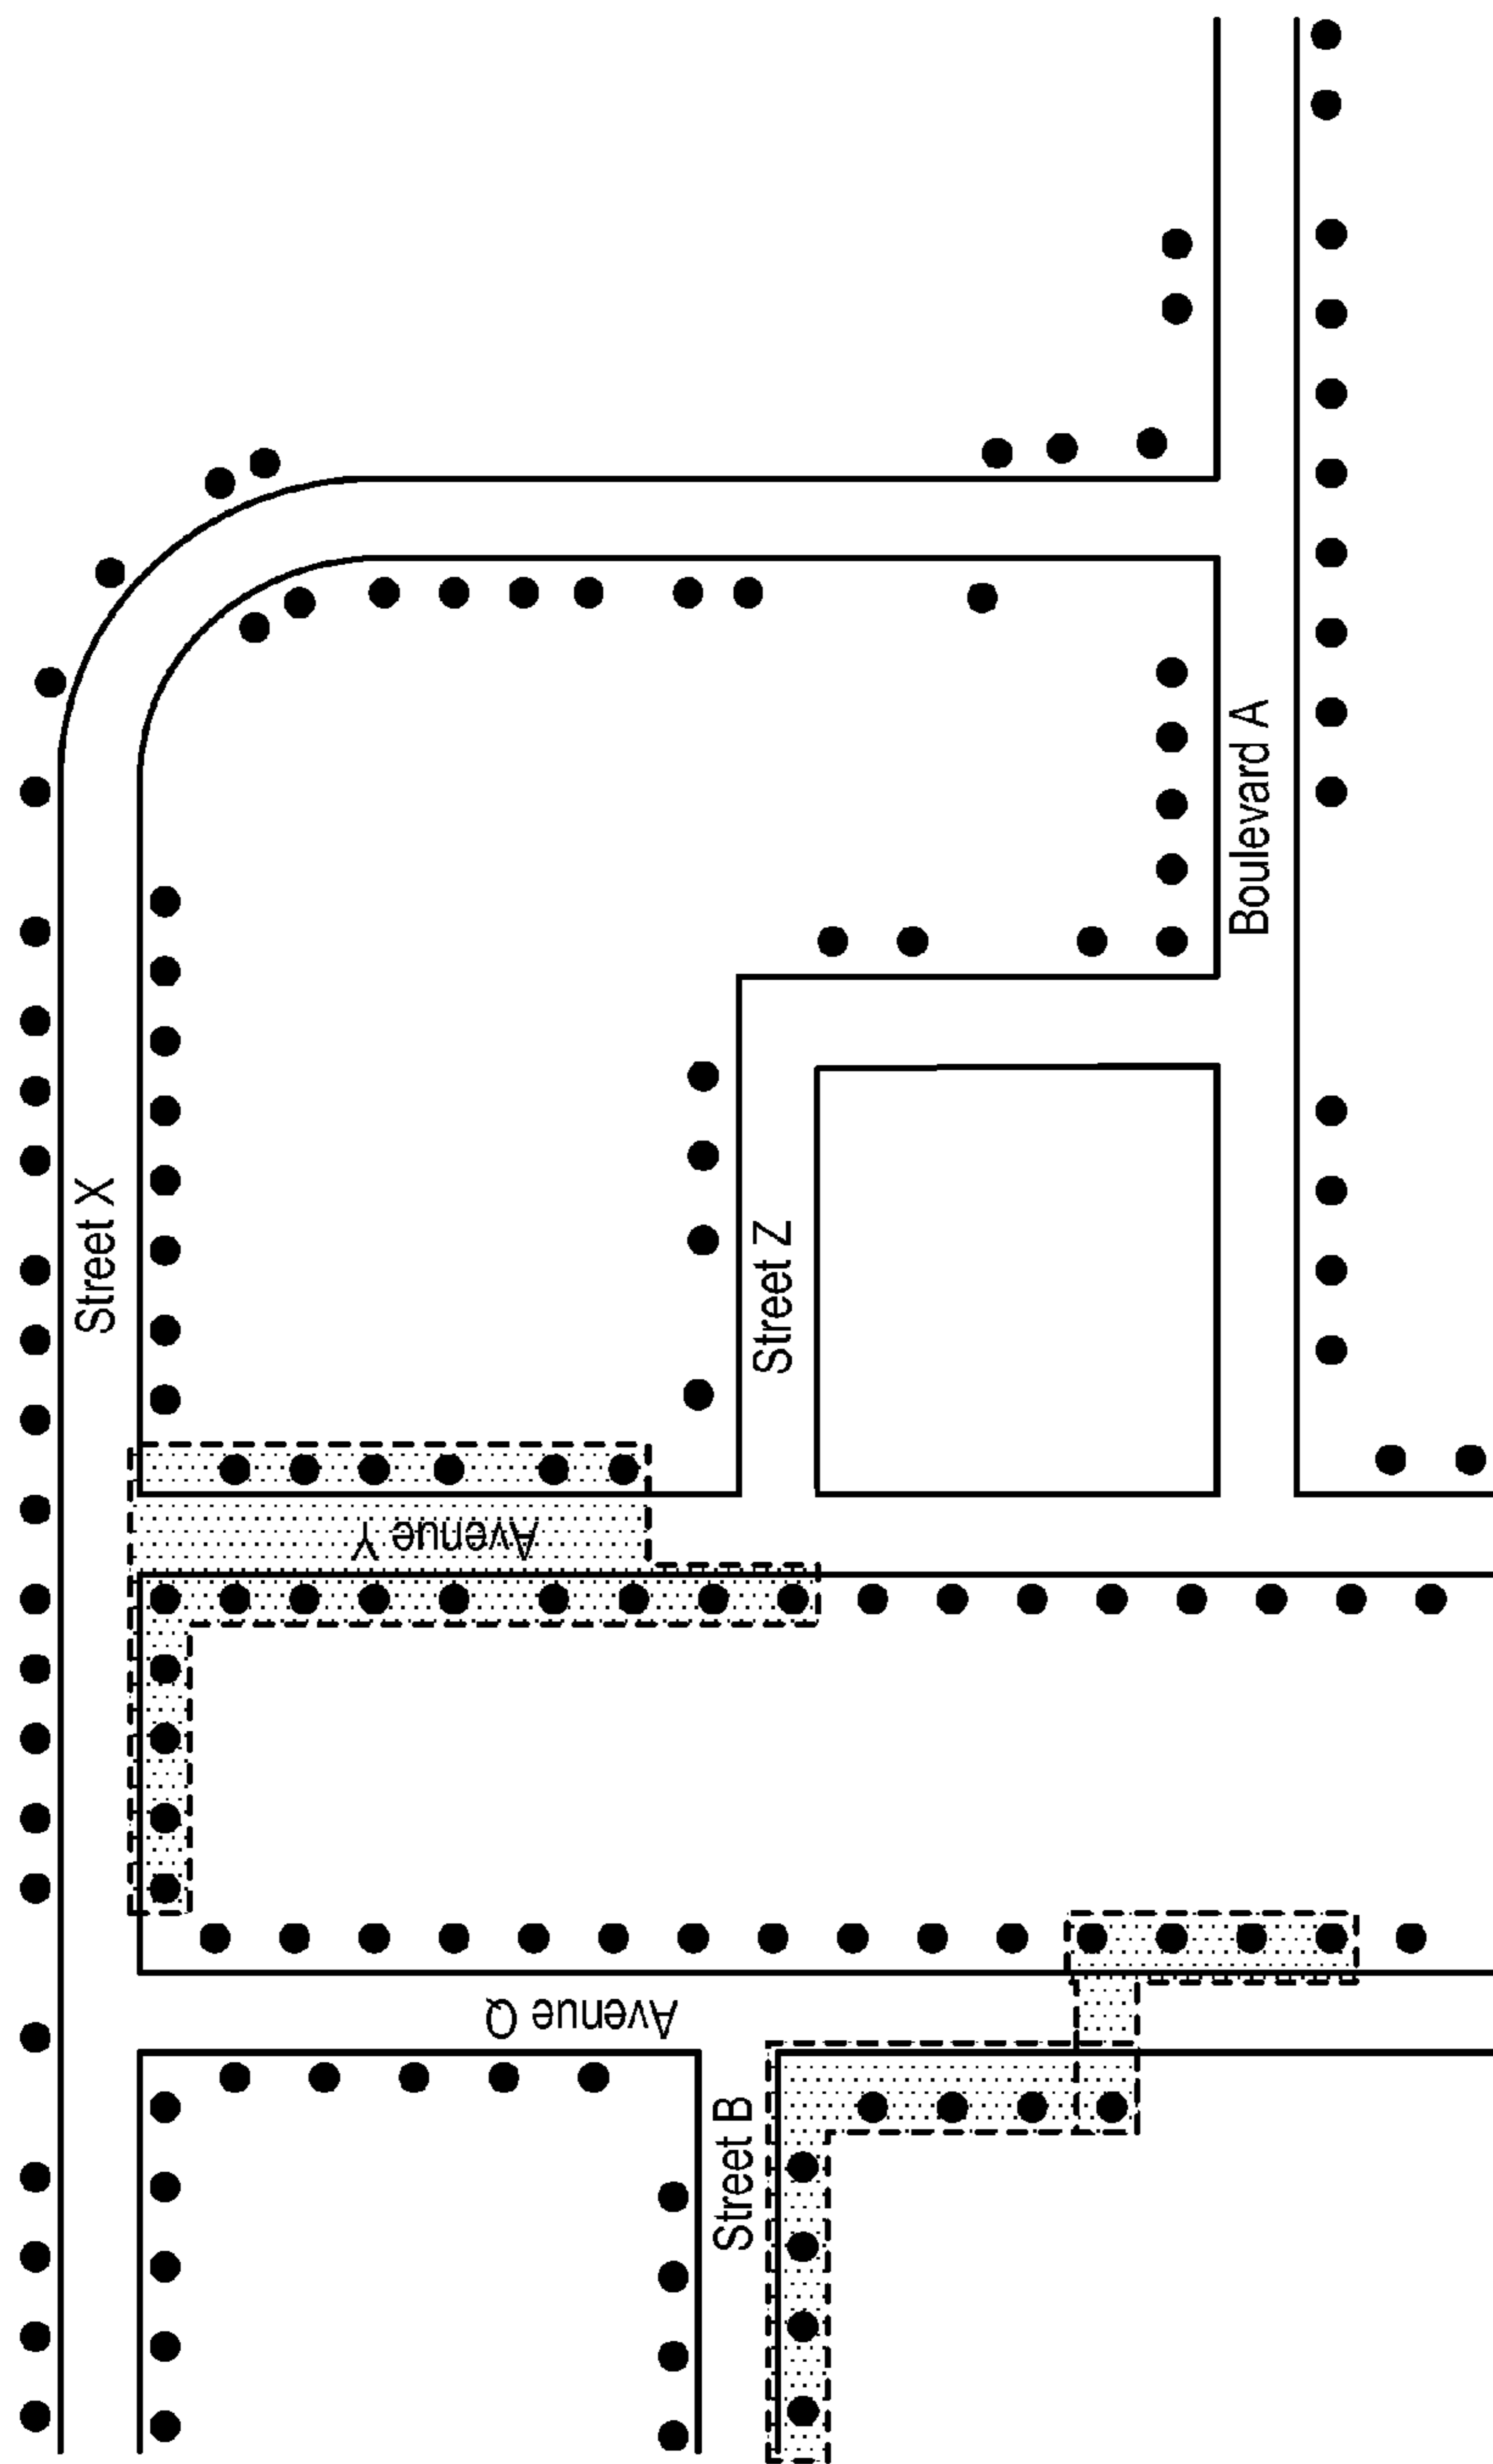 Boulevard A
Street X
Street Z
Avenue Y
Avenue Q
Street B